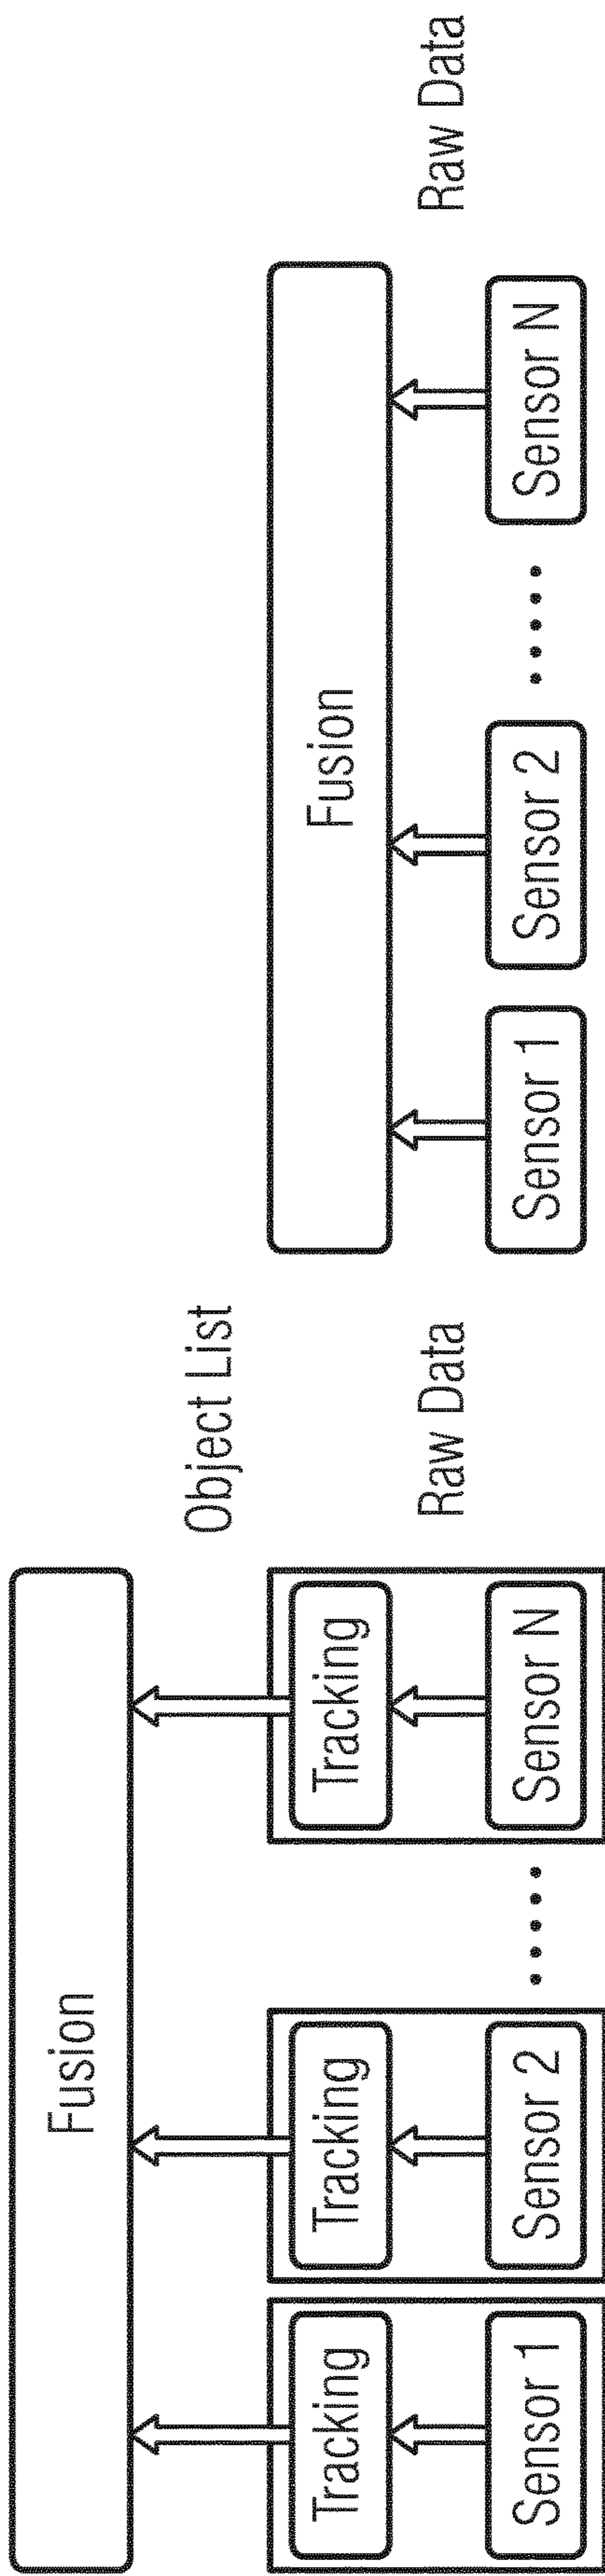 Fusion
Object List
Tracking
Tracking
Tracking
Raw Data
Sensor 1
Sensor 2
.....
Sensor N
Fusion
Raw Data
Sensor 1
Sensor 2
.....
Sensor N